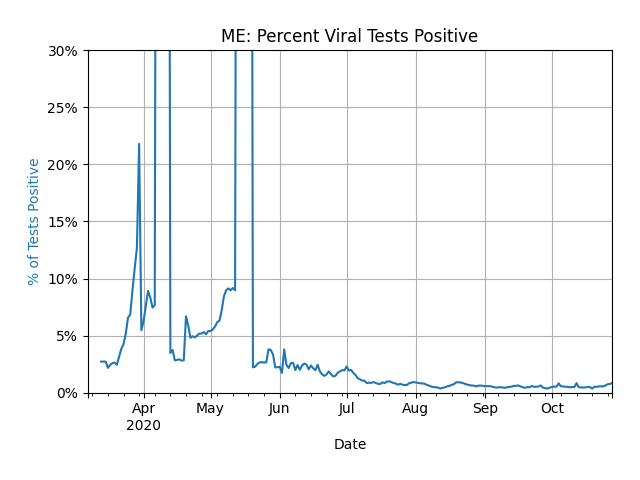 ME: Percent Viral Tests Positive
30%
25%
20%
15%
10%
5%
0%
% of Tests Positive
Apr May Jun Jul Aug Sep Oct
2020
Date